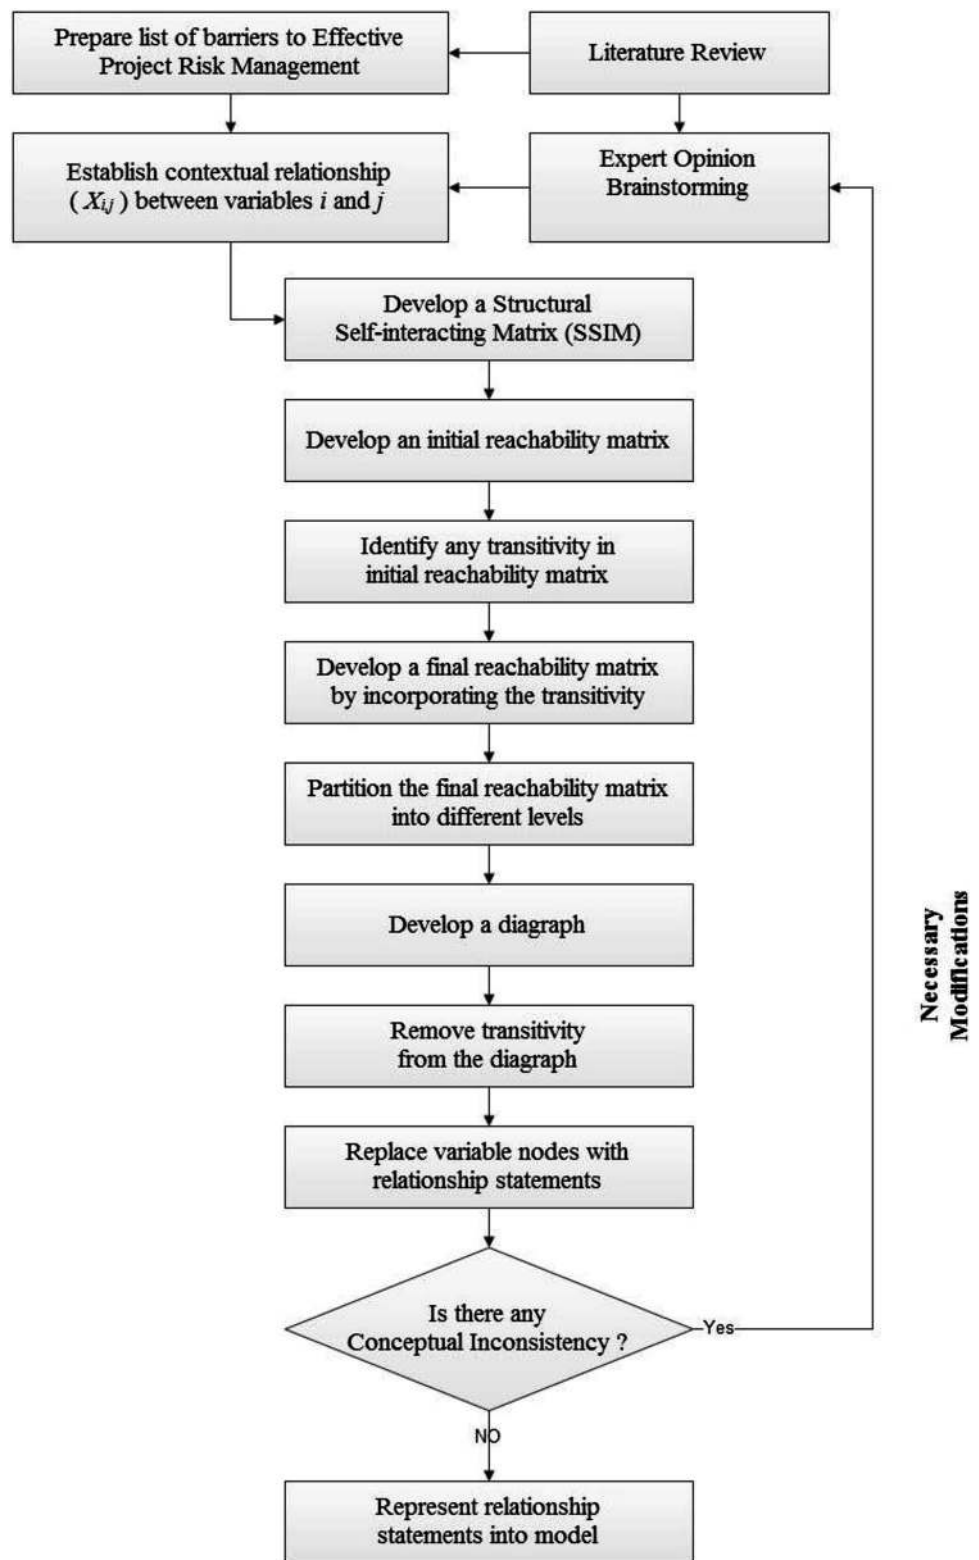 Prepare list of barriers to Effective
Project Risk Management
Literature Review
Establish contextual relationship
( Xi,j ) between variables i and j
Expert Opinion
Brainstorming
Develop a Structural
Self-interacting Matrix (SSIM)
Develop an initial reachability matrix
Identify any transitivity in
initial reachability matrix
Develop a final reachability matrix
by incorporating the transitivity
Partition the final reachability matrix
into different levels
Develop a diagraph
Remove transitivity
from the diagraph
Replace variable nodes with
relationship statements
Is there any
Conceptual Inconsistency ?
Yes
Necessary
Modifications
NO
Represent relationship
statements into model